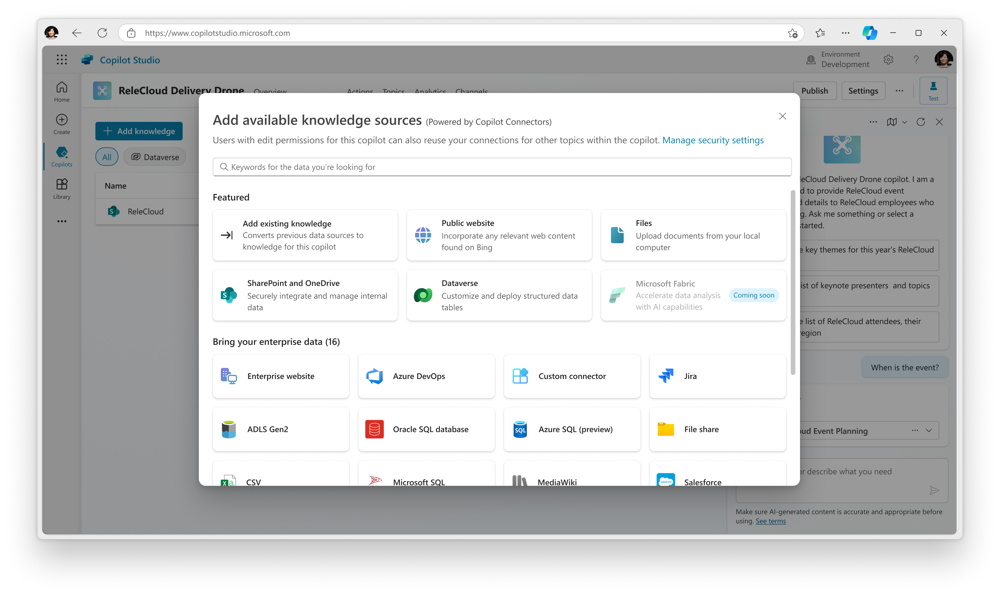 https://www.copilotstudio.microsoft.com
Copilot Studio
Environment
Development
Home
Create
Copilots
Library
ReleCloud Delivery Drone
Overview
Actions
Topics
Analytics
Channels
Publish
Settings
Test
Add knowledge
All
Dataverse
Name
ReleCloud
Add available knowledge sources (Powered by Copilot Connectors)
Users with edit permissions for this copilot can also reuse your connections for other topics within the copilot. Manage security settings
Keywords for the data you’re looking for
Featured
Add existing knowledge
Converts previous data sources to
knowledge for this copilot
Public website
Incorporate any relevant web content
found on Bing
Files
Upload documents from your local
computer
SharePoint and OneDrive
Securely integrate and manage internal
data
Dataverse
Customize and deploy structured data
tables
Microsoft Fabric
Accelerate data analysis
with AI capabilities
Coming soon
Bring your enterprise data (16)
Enterprise website
Azure DevOps
Custom connector
Jira
ADLS Gen2
Oracle SQL database
SQL
Azure SQL (preview)
File share
CSV
Microsoft SQL
MediaWiki
salesforce
Salesforce
Delivery Drone copilot. I am a
to provide ReleCloud event
details to ReleCloud employees who
Ask me something or select a
started.
key themes for this year’s ReleCloud
list of keynote presenters and topics
list of ReleCloud attendees, their
region
When is the event?
Event Planning
or describe what you need
Make sure AI-generated content is accurate and appropriate before
using. See terms